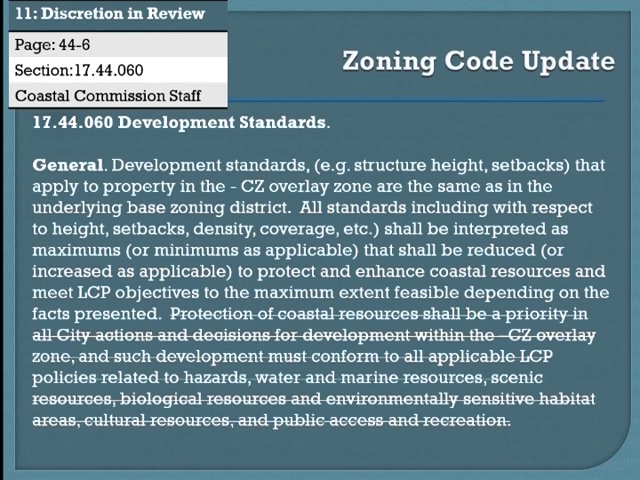 11: Discretion in Review
Page: 44-6
Section:17.44.060
Coastal Commission Staff
Zoning Code Update
17.44.060 Development Standards.
General. Development standards, (e.g. structure height, setbacks) that
apply to property in the - CZ overlay zone are the same as in the
underlying base zoning district. All standards including with respect
to height, setbacks, density, coverage, etc.) shall be interpreted as
maximums (or minimums as applicable) that shall be reduced (or
increased as applicable) to protect and enhance coastal resources and
meet LCP objectives to the maximum extent feasible depending on the
facts presented. Protection of coastal resources shall be a priority in
all City actions and decisions for development within the -CZ overlay
zone, and such development must conform to all applicable LCP
policies related to hazards, water and marine resources, scenic
resources, biological resources and environmentally sensitive habitat
areas, cultural resources, and public access and recreation.